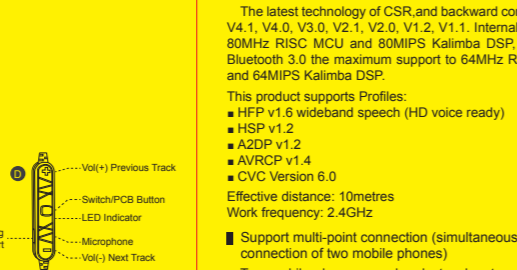 D
Vol(+) Previous Track
Switch/PCB Button
LED Indicator
Microphone
Vol(-) Next Track
The latest technology of CSR,and backward
V4.1, V4.0, V3.0, V2.1, V2.0, V1.2, V1.1.
80MHz RISC MCU and 80MIPS Kalimba DSP,
Bluetooth 3.0 the maximum support to 64MHz
and 64MIPS Kalimba DSP.
This product supports Profiles:
■ HFP v1.6 wideband speech (HD voice ready)
■ HSP v1.2
■ A2DP v1.2
■ AVRCP v1.4
■ CVC Version 6.0
Effective distance: 10metres
Work frequency: 2.4GHz
Support multi-point connection (simultaneous
connection of two mobile phones)